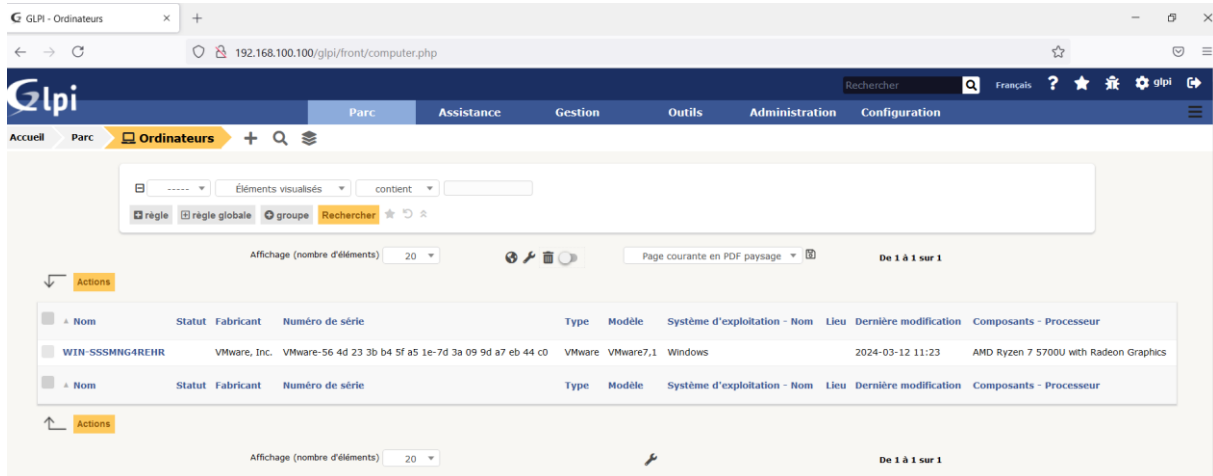 GLPI - Ordinateurs
192.168.100.100/glpi/front/computer.php
Glpi
Rechercher Français ? glpi
Parc Assistance Gestion Outils Administration Configuration
Accueil Parc Ordinateurs
----- Éléments visualisés contient
règle règle globale groupe Rechercher
Affichage (nombre d'éléments) 20 Page courante en PDF paysage De 1 à 1 sur 1
Actions
Nom Statut Fabricant Numéro de série Type Modèle Système d'exploitation - Nom Lieu Dernière modification Composants - Processeur
WIN-SSSMNG4REHR VMware, Inc. VMware-56 4d 23 3b b4 5f a5 1e-7d 3a 09 9d a7 eb 44 c0 VMware VMware7,1 Windows 2024-03-12 11:23 AMD Ryzen 7 5700U with Radeon Graphics
Nom Statut Fabricant Numéro de série Type Modèle Système d'exploitation - Nom Lieu Dernière modification Composants - Processeur
Actions
Affichage (nombre d'éléments) 20 De 1 à 1 sur 1